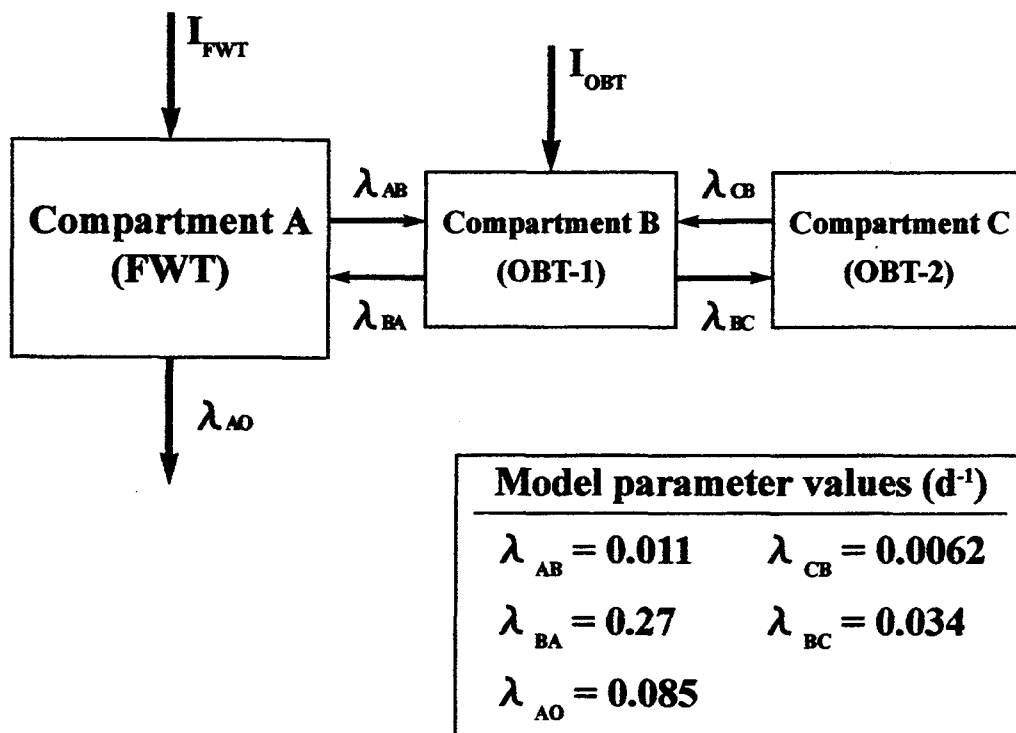 I_FWT
I_OBT
λ_AB
λ_CB
Compartment A
(FWT)
Compartment B
(OBT-1)
Compartment C
(OBT-2)
λ_BA
λ_BC
λ_AO
Model parameter values (d⁻¹)
λ_AB = 0.011 λ_CB = 0.0062
λ_BA = 0.27 λ_BC = 0.034
λ_AO = 0.085